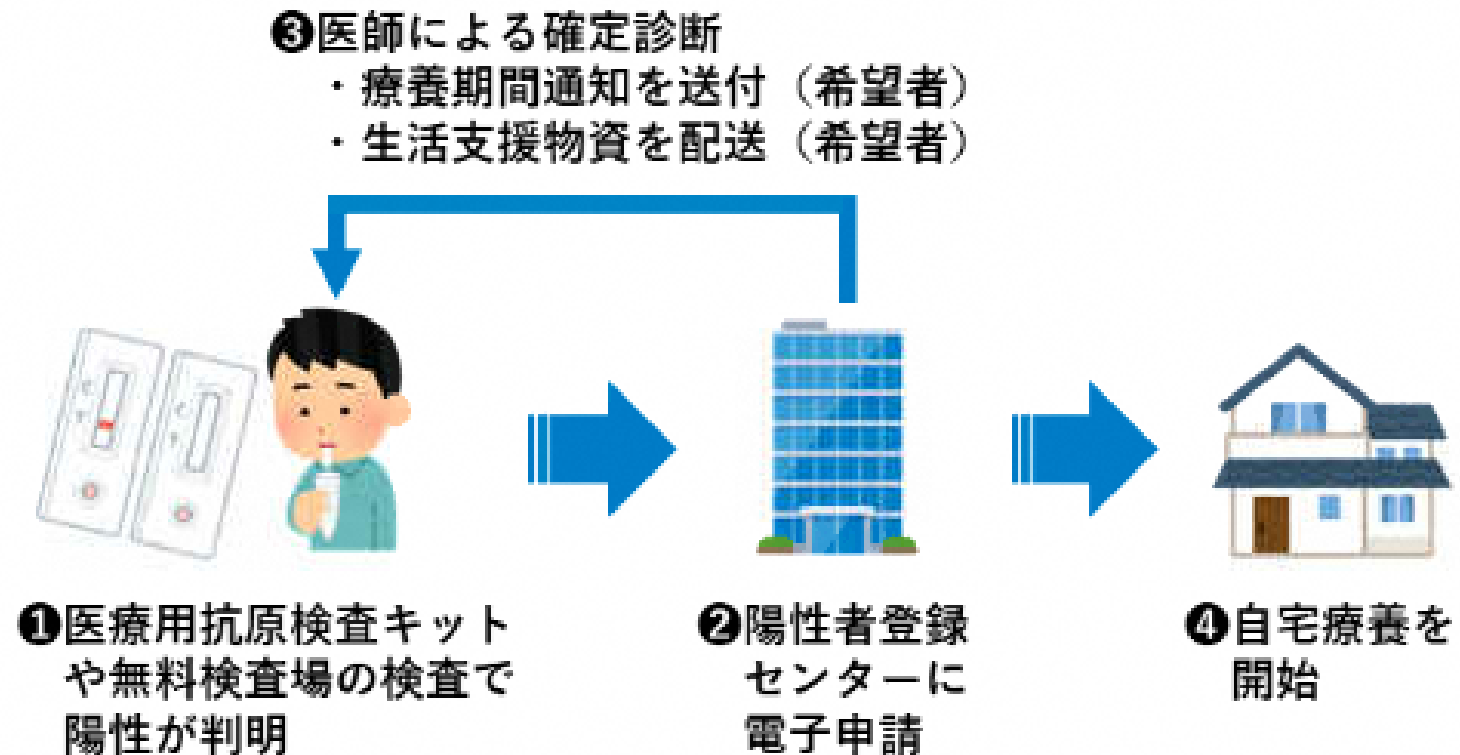 ❸医師による確定診断
・療養期間通知を送付（希望者）
・生活支援物資を配送（希望者）
C
T
C
T
❶医療用抗原検査キット
や無料検査場の検査で
陽性が判明
❷陽性者登録
センターに
電子申請
❹自宅療養を
開始